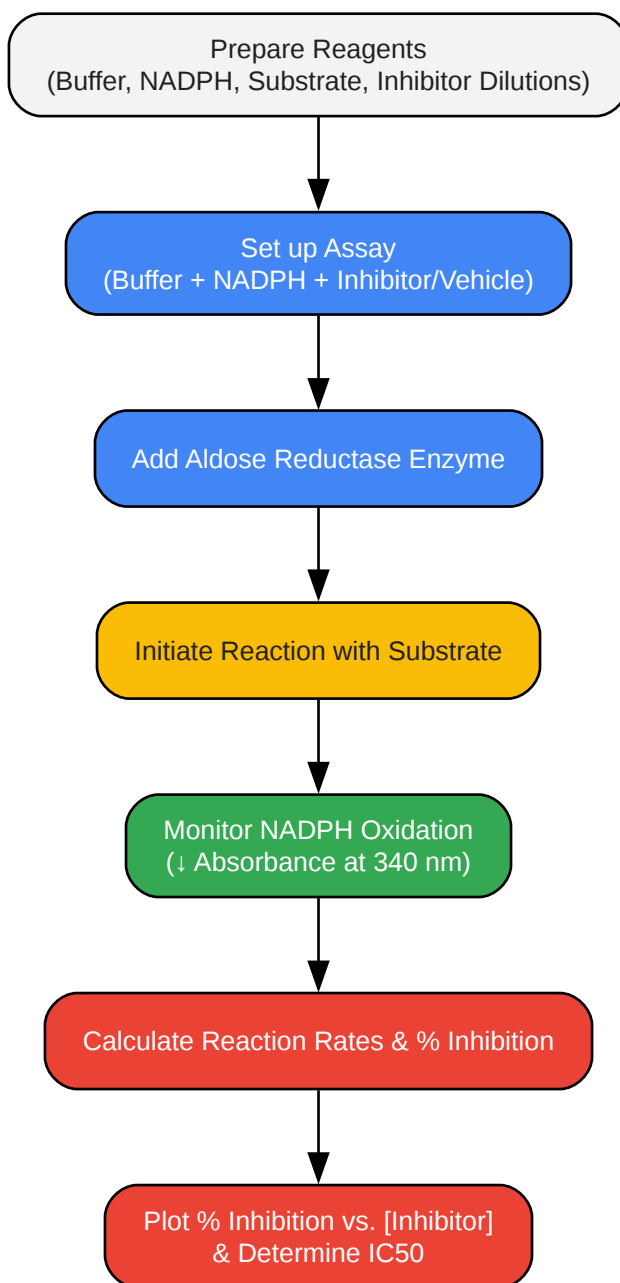 Prepare Reagents
(Buffer, NADPH, Substrate, Inhibitor Dilutions)
Set up Assay
(Buffer + NADPH + Inhibitor/Vehicle)
Add Aldose Reductase Enzyme
Initiate Reaction with Substrate
Monitor NADPH Oxidation
(↓ Absorbance at 340 nm)
Calculate Reaction Rates & % Inhibition
Plot % Inhibition vs. [Inhibitor]
& Determine IC50